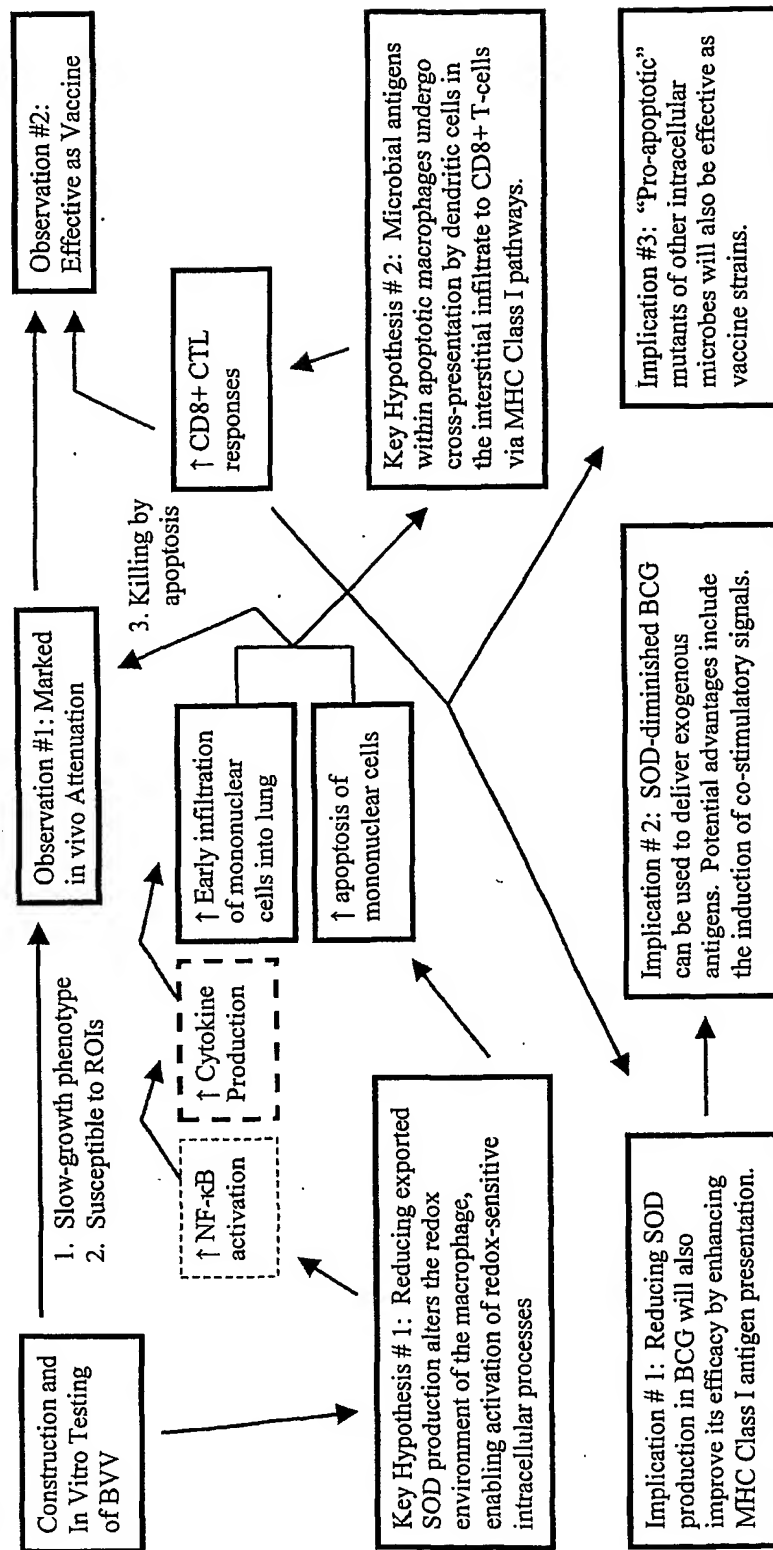 Construction and
In Vitro Testing
of BVV
1. Slow-growth phenotype
2. Susceptible to ROIs
Observation #1: Marked
in vivo Attenuation
Observation #2:
Effective as Vaccine
↑ NF-κB
activation
↑ Cytokine
Production
↑ Early infiltration
of mononuclear
cells into lung
↑ apoptosis of
mononuclear cells
3. Killing by
apoptosis
↑ CD8+ CTL
responses
Key Hypothesis # 1: Reducing exported
SOD production alters the redox
environment of the macrophage,
enabling activation of redox-sensitive
intracellular processes
Key Hypothesis # 2: Microbial antigens
within apoptotic macrophages undergo
cross-presentation by dendritic cells in
the interstitial infiltrate to CD8+ T-cells
via MHC Class I pathways.
Implication # 1: Reducing SOD
production in BCG will also
improve its efficacy by enhancing
MHC Class I antigen presentation.
Implication # 2: SOD-diminished BCG
can be used to deliver exogenous
antigens. Potential advantages include
the induction of co-stimulatory signals.
Implication #3: “Pro-apoptotic”
mutants of other intracellular
microbes will also be effective as
vaccine strains.